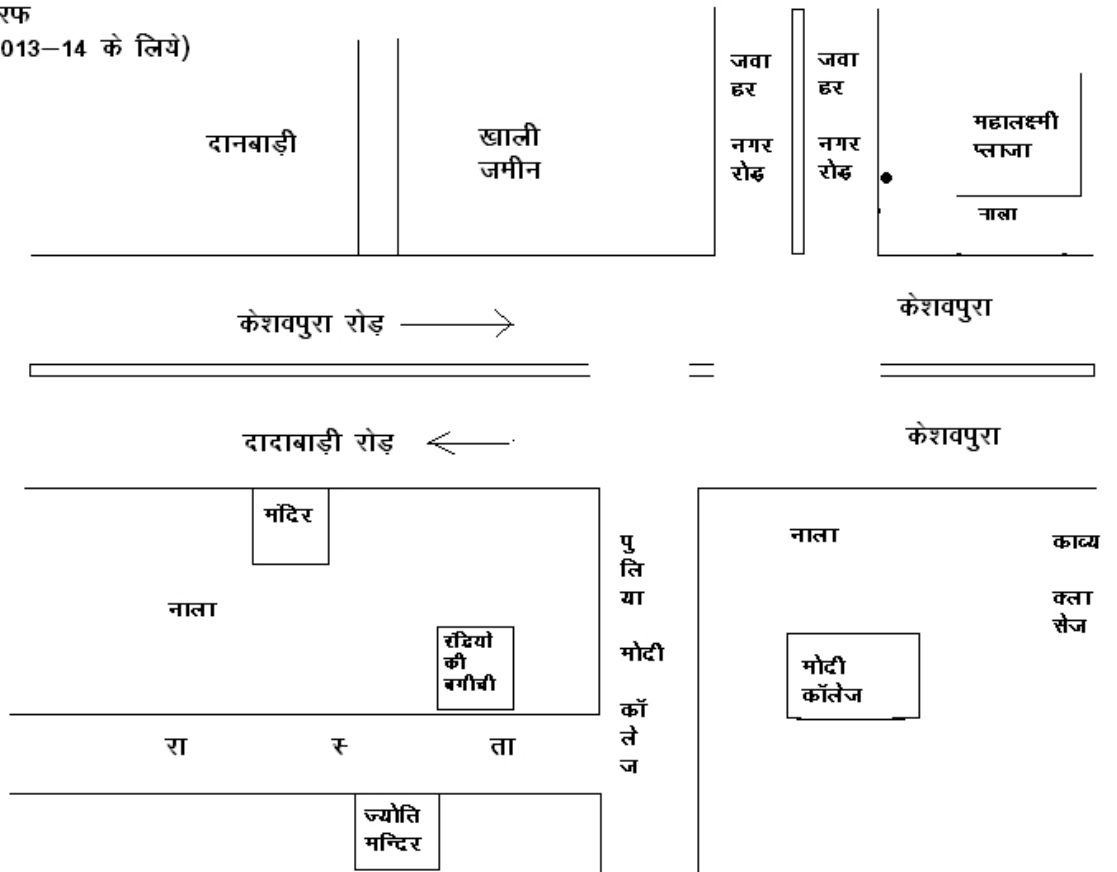 रफ
013–14 के लिये)
जवा
हर
नगर
रोड़
जवा
हर
नगर
रोड़
महालक्ष्मी
प्लाजा
दानबाड़ी
खाली
जमीन
नाला
केशवपुरा रोड़
केशवपुरा
दादाबाड़ी रोड़
केशवपुरा
मंदिर
नाला
पु
लि
या
मोदी
कॉ
ले
ज
नाला
काव्य
क्ला
सेज
की
बगीची
मोदी
कॉलेज
रा स् ता
ज्योति
मन्दिर